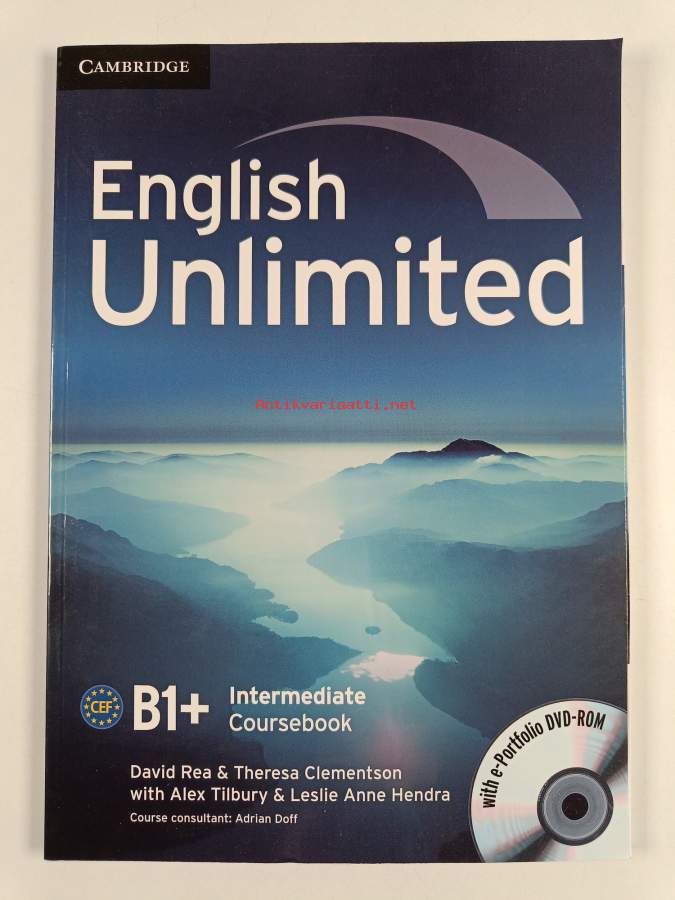 CAMBRIDGE
English
Unlimited
Antikvariaatti.net
CEF
B1+
Intermediate
Coursebook
with e-Portfolio DVD-ROM
David Rea & Theresa Clementson
with Alex Tilbury & Leslie Anne Hendra
Course consultant: Adrian Doff